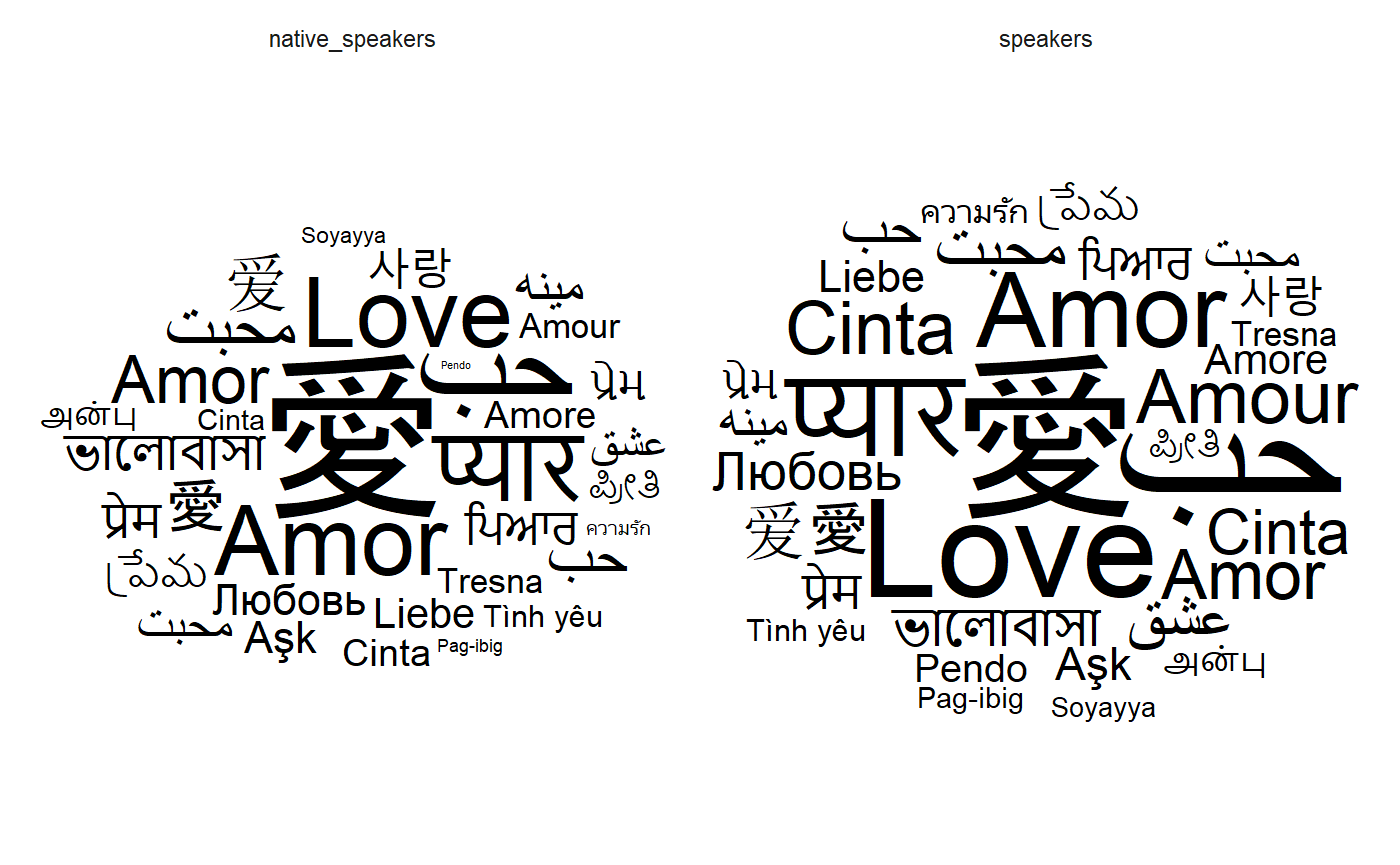 native_speakers
Soyayya
爱
사랑
Love
مينه
محبت
Amour
Amor
حب
Pendo
愛
પ્રેમ
அன்பு
Cinta
Amore
ভালোবাসা
प्यार
عشق
ಪ್ರೀತಿ
प्रेम
愛
Amor
ਪਿਆਰ
ความรัก
ప్రేమ
حب
Tresna
Любовь
Liebe
Tình yêu
محبت
Aşk
Cinta
Pag-ibig
speakers
ความรัก
ప్రేమ
حب
محبت
ਪਿਆਰ
محبت
Liebe
Amor
사랑
Cinta
Tresna
Amore
પ્રેમ
प्यार
愛
Amour
مينه
حب
ಪ್ರೀತಿ
Любовь
爱
愛
Love
Cinta
प्रेम
Amor
Tình yêu
ভালোবাসা
عشق
Pendo
Aşk
அன்பு
Pag-ibig
Soyayya